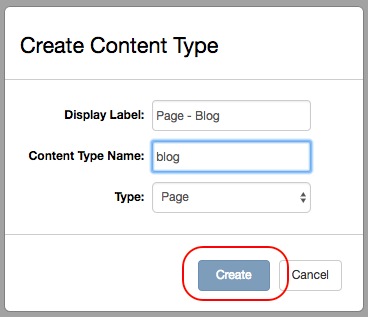 Create Content Type
Display Label: Page - Blog
Content Type Name: blog
Type: Page
Create Cancel